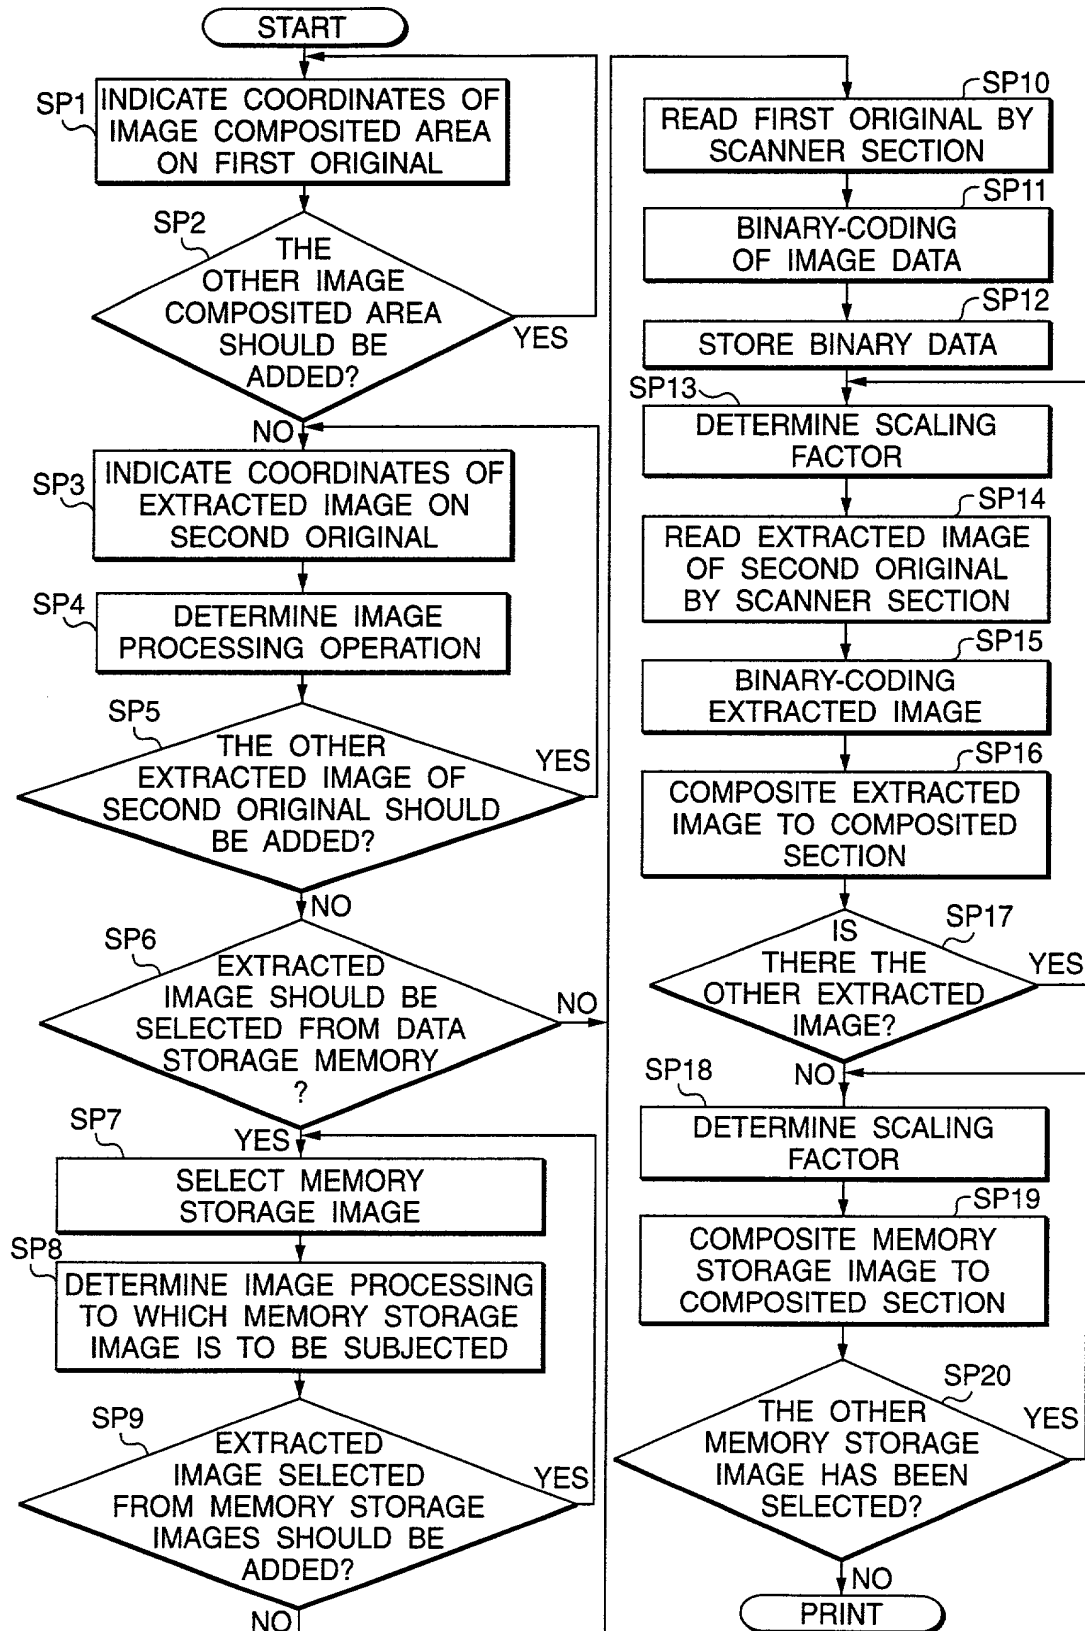 START
SP1
INDICATE COORDINATES OF
IMAGE COMPOSITED AREA
ON FIRST ORIGINAL
SP2
THE
OTHER IMAGE
COMPOSITED AREA
SHOULD BE
ADDED?
YES
NO
SP3
INDICATE COORDINATES OF
EXTRACTED IMAGE ON
SECOND ORIGINAL
SP4
DETERMINE IMAGE
PROCESSING OPERATION
SP5
THE OTHER
EXTRACTED IMAGE OF
SECOND ORIGINAL SHOULD
BE ADDED?
YES
NO
SP6
EXTRACTED
IMAGE SHOULD BE
SELECTED FROM DATA
STORAGE MEMORY
?
NO
YES
SP7
SELECT MEMORY
STORAGE IMAGE
SP8
DETERMINE IMAGE PROCESSING
TO WHICH MEMORY STORAGE
IMAGE IS TO BE SUBJECTED
SP9
EXTRACTED
IMAGE SELECTED
FROM MEMORY STORAGE
IMAGES SHOULD BE
ADDED?
YES
NO
SP10
READ FIRST ORIGINAL BY
SCANNER SECTION
SP11
BINARY-CODING
OF IMAGE DATA
SP12
STORE BINARY DATA
SP13
DETERMINE SCALING
FACTOR
SP14
READ EXTRACTED IMAGE
OF SECOND ORIGINAL
BY SCANNER SECTION
SP15
BINARY-CODING
EXTRACTED IMAGE
SP16
COMPOSITE EXTRACTED
IMAGE TO COMPOSITED
SECTION
SP17
IS
THERE THE
OTHER EXTRACTED
IMAGE?
YES
NO
SP18
DETERMINE SCALING
FACTOR
SP19
COMPOSITE MEMORY
STORAGE IMAGE TO
COMPOSITED SECTION
SP20
THE OTHER
MEMORY STORAGE
IMAGE HAS BEEN
SELECTED?
YES
NO
PRINT